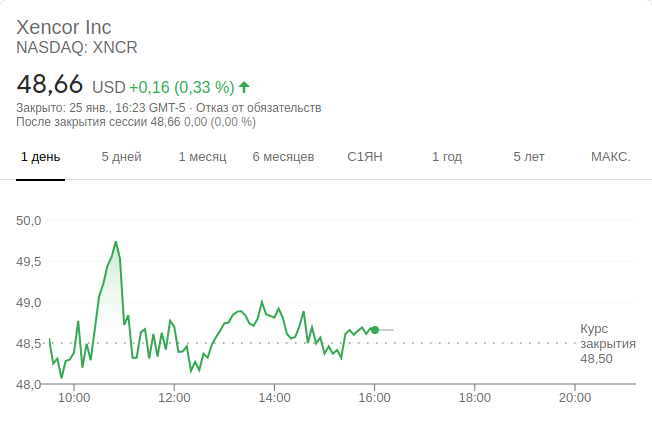 Xencor Inc
NASDAQ: XNCR
48,66 USD +0,16 (0,33 %)
Закрыто: 25 янв., 16:23 GMT-5 · Отказ от обязательств
После закрытия сессии 48,66 0,00 (0,00 %)
1 день 5 дней 1 месяц 6 месяцев С1ЯН 1 год 5 лет МАКС.
50,0
49,5
49,0
48,5
48,0
Курс
закрытия
48,50
10:00 12:00 14:00 16:00 18:00 20:00